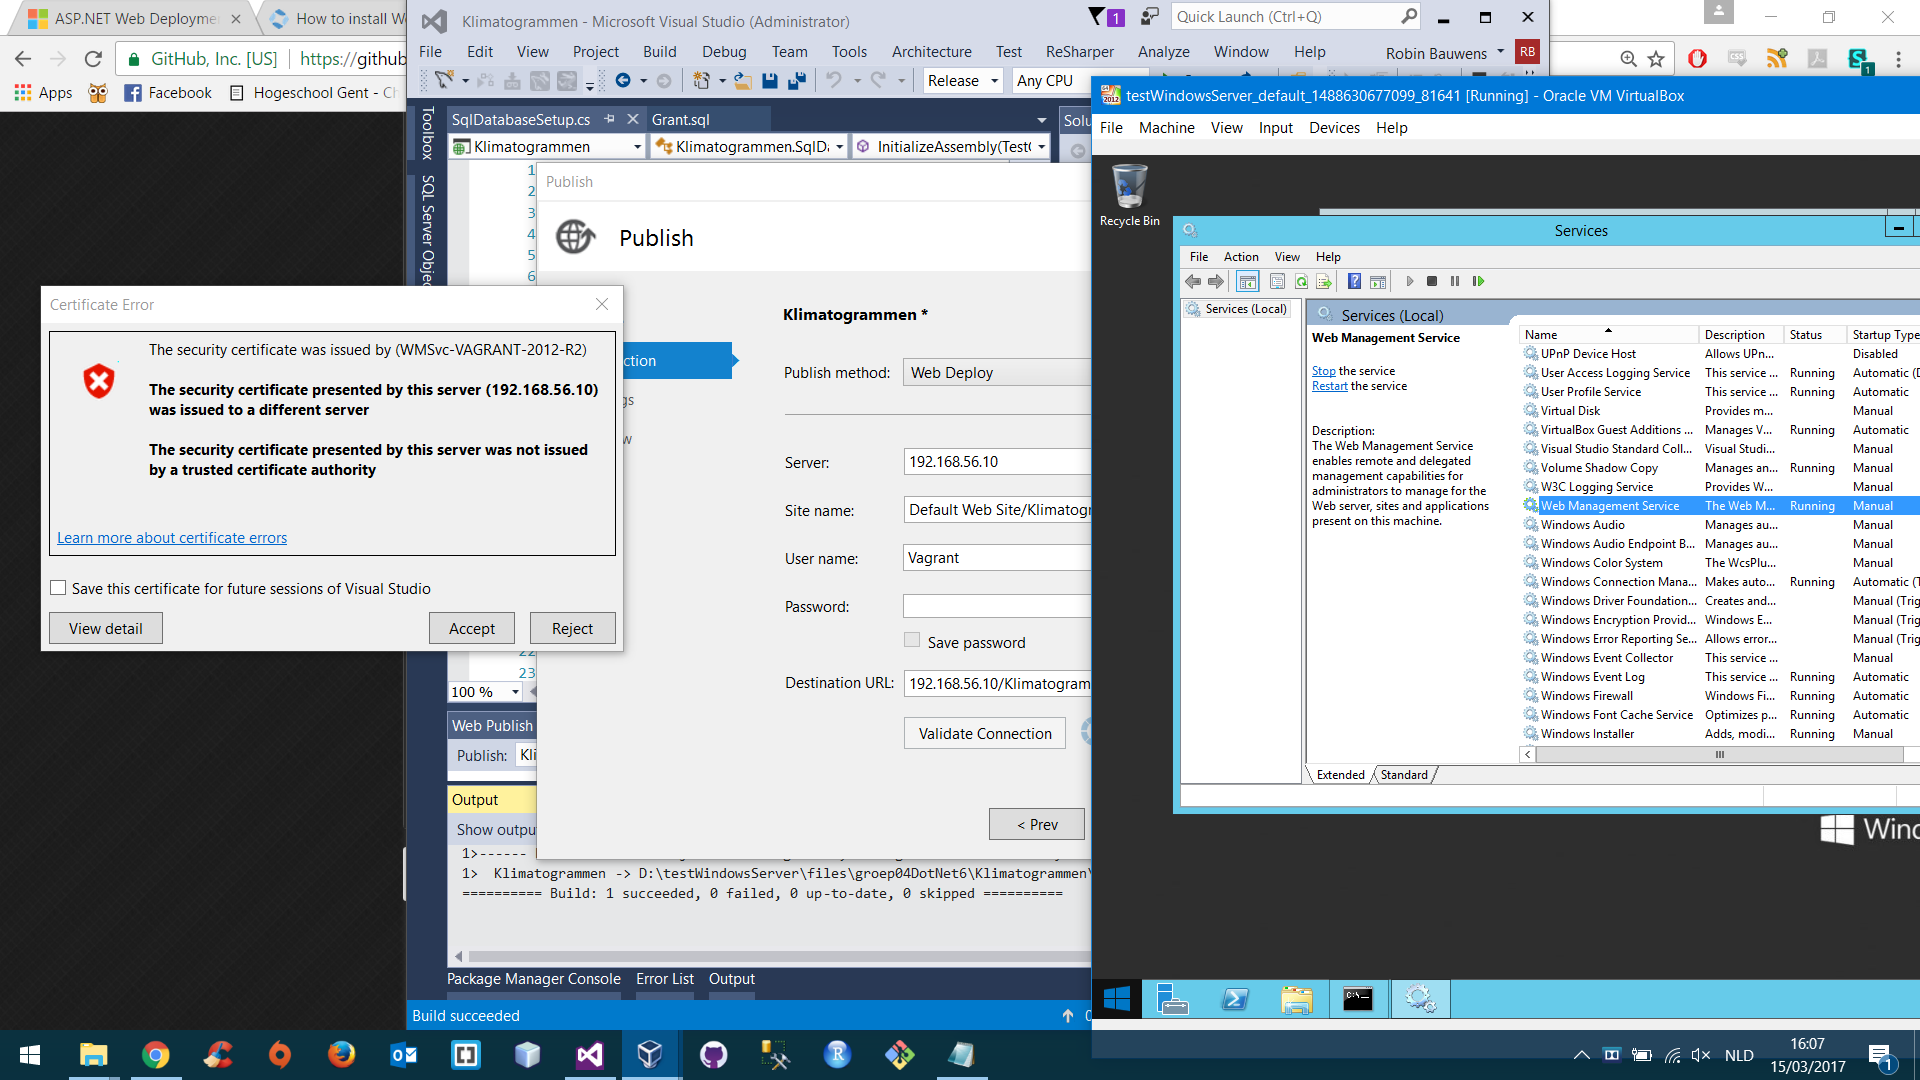 ASP.NET Web Deployme
How to install W
GitHub, Inc. [US]
https://github
Apps
Facebook
Hogeschool Gent - C
Klimatogrammen - Microsoft Visual Studio (Administrator)
1
Quick Launch (Ctrl+Q)
File Edit View Project Build Debug Team Tools Architecture Test ReSharper Analyze Window Help
Robin Bauwens
RB
Release
Any CPU
Toolbox
SQL Server Objec
SqlDatabaseSetup.cs
Grant.sql
Solu
Klimatogrammen
Klimatogrammen.SqlDa
InitializeAssembly(Test
1
2
3
4
5
6
22
23
100 %
Publish
Publish
ction
gs
w
Klimatogrammen *
Publish method:
Web Deploy
Server:
192.168.56.10
Site name:
Default Web Site/Klimatogr
User name:
Vagrant
Password:
Save password
Destination URL:
192.168.56.10/Klimatogram
Validate Connection
< Prev
Web Publish
Publish:
Kli
Output
Show outpu
1>------
1> Klimatogrammen -> D:\testWindowsServer\files\groep04DotNet6\Klimatogrammen\
========== Build: 1 succeeded, 0 failed, 0 up-to-date, 0 skipped ==========
Package Manager Console
Error List
Output
Build succeeded
0
Certificate Error
The security certificate was issued by (WMSvc-VAGRANT-2012-R2)
The security certificate presented by this server (192.168.56.10)
was issued to a different server
The security certificate presented by this server was not issued
by a trusted certificate authority
Learn more about certificate errors
Save this certificate for future sessions of Visual Studio
View detail
Accept
Reject
1
testWindowsServer_default_1488630677099_81641 [Running] - Oracle VM VirtualBox
File Machine View Input Devices Help
Recycle Bin
Services
File Action View Help
Services (Local)
Services (Local)
Web Management Service
Stop the service
Restart the service
Description:
The Web Management Service
enables remote and delegated
management capabilities for
administrators to manage for the
Web server, sites and applications
present on this machine.
Name Description Status Startup Type
UPnP Device Host Allows UPn... Disabled
User Access Logging Service This service ... Running Automatic (D
User Profile Service This service ... Running Automatic
Virtual Disk Provides m... Manual
VirtualBox Guest Additions ... Manages V... Running Automatic
Visual Studio Standard Coll... Visual Studi... Manual
Volume Shadow Copy Manages an... Running Manual
W3C Logging Service Provides W... Manual
Web Management Service The Web M... Running Manual
Windows Audio Manages au... Manual
Windows Audio Endpoint B... Manages au... Manual
Windows Color System The WcsPlu... Manual
Windows Connection Mana... Makes auto... Running Automatic (T
Windows Driver Foundation... Creates and... Manual (Trig
Windows Encryption Provid... Windows E... Manual (Trig
Windows Error Reporting Se... Allows error... Manual (Trig
Windows Event Collector This service ... Manual
Windows Event Log This service ... Running Automatic
Windows Firewall Windows Fi... Running Automatic
Windows Font Cache Service Optimizes p... Running Automatic
Windows Installer Adds, modi... Running Manual
Extended
Standard
Wind
NLD
16:07
15/03/2017
1